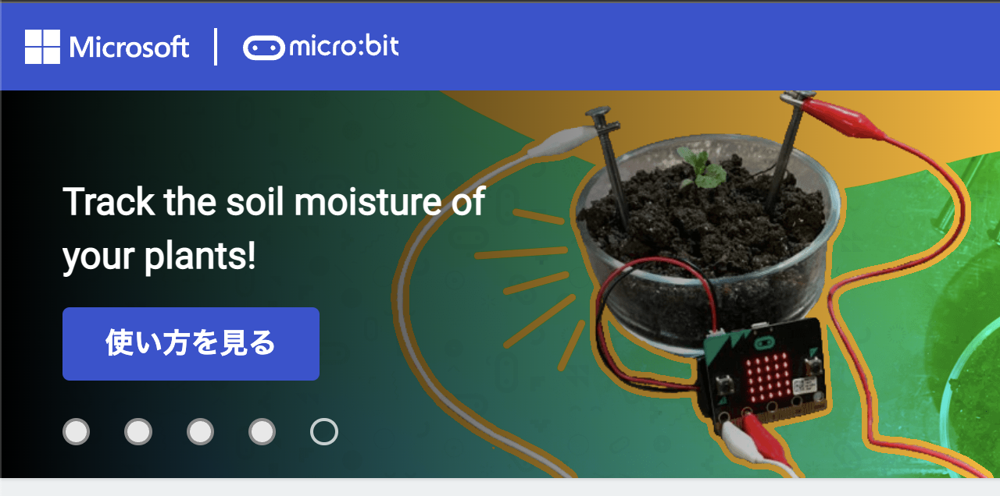 Microsoft micro:bit
Track the soil moisture of
your plants!
使い方を見る